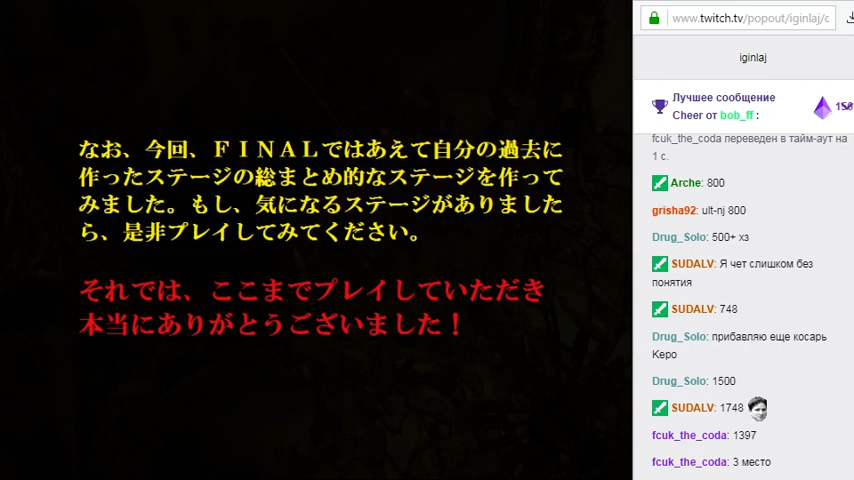 なお、今回、ＦＩＮＡＬではあえて自分の過去に
作ったステージの総まとめ的なステージを作って
みました。もし、気になるステージがありました
ら、是非プレイしてみてください。
それでは、ここまでプレイしていただき
本当にありがとうございました！
www.twitch.tv/popout/iginlaj/c
iginlaj
Лучшее сообщение
Cheer от bob_ff :
fcuk_the_coda переведен в тайм-аут на
1 с.
Arche: 800
grisha92: ult-nj 800
Drug_Solo: 500+ хз
SUDALV: Я чет слишком без
понятия
SUDALV: 748
Drug_Solo: прибавляю еще косарь
Керо
Drug_Solo: 1500
SUDALV: 1748
fcuk_the_coda: 1397
fcuk_the_coda: 3 место